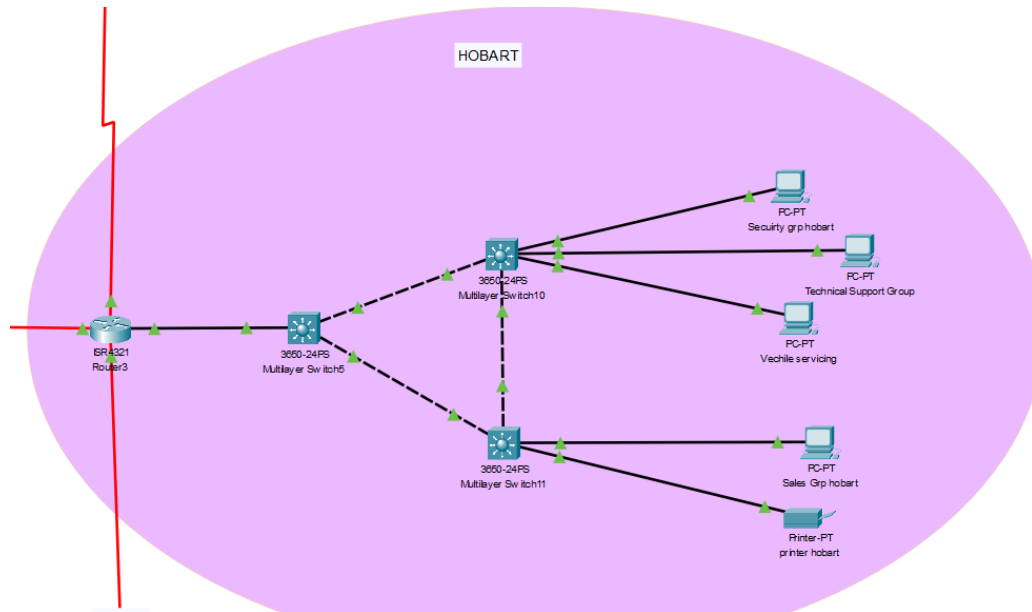 HOBART
PC-PT
Secuirty grp hobart
PC-PT
Technical Support Group
3650-24PS
Multilayer Switch10
PC-PT
Vechile servicing
ISR4321
Router3
3650-24PS
Multilayer Switch5
3650-24PS
Multilayer Switch11
PC-PT
Sales Grp hobart
Printer-PT
printer hobart